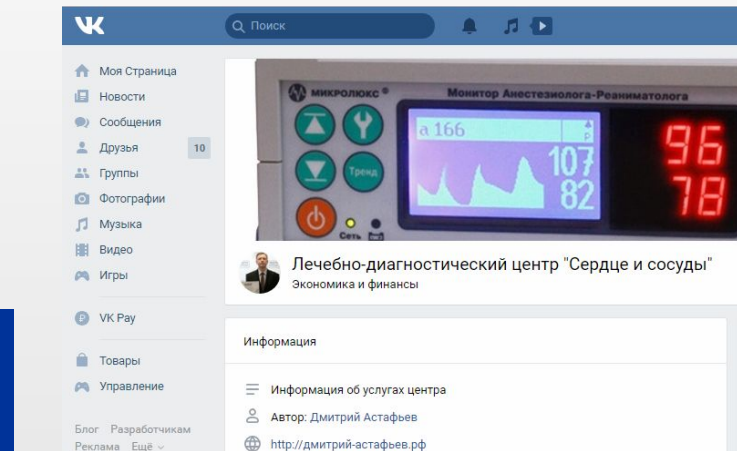 Поиск
Моя Страница
Новости
Сообщения
Друзья 10
Группы
Фотографии
Музыка
Видео
Игры
VK Pay
Товары
Управление
Блог Разработчикам
Реклама Ещё
МИКРОЛЮКС®
Монитор Анестезиолога-Реаниматолога
a 166
107
82
96
78
Тренд
Сеть
Лечебно-диагностический центр "Сердце и сосуды"
Экономика и финансы
Информация
Информация об услугах центра
Автор: Дмитрий Астафьев
http://дмитрий-астафьев.рф